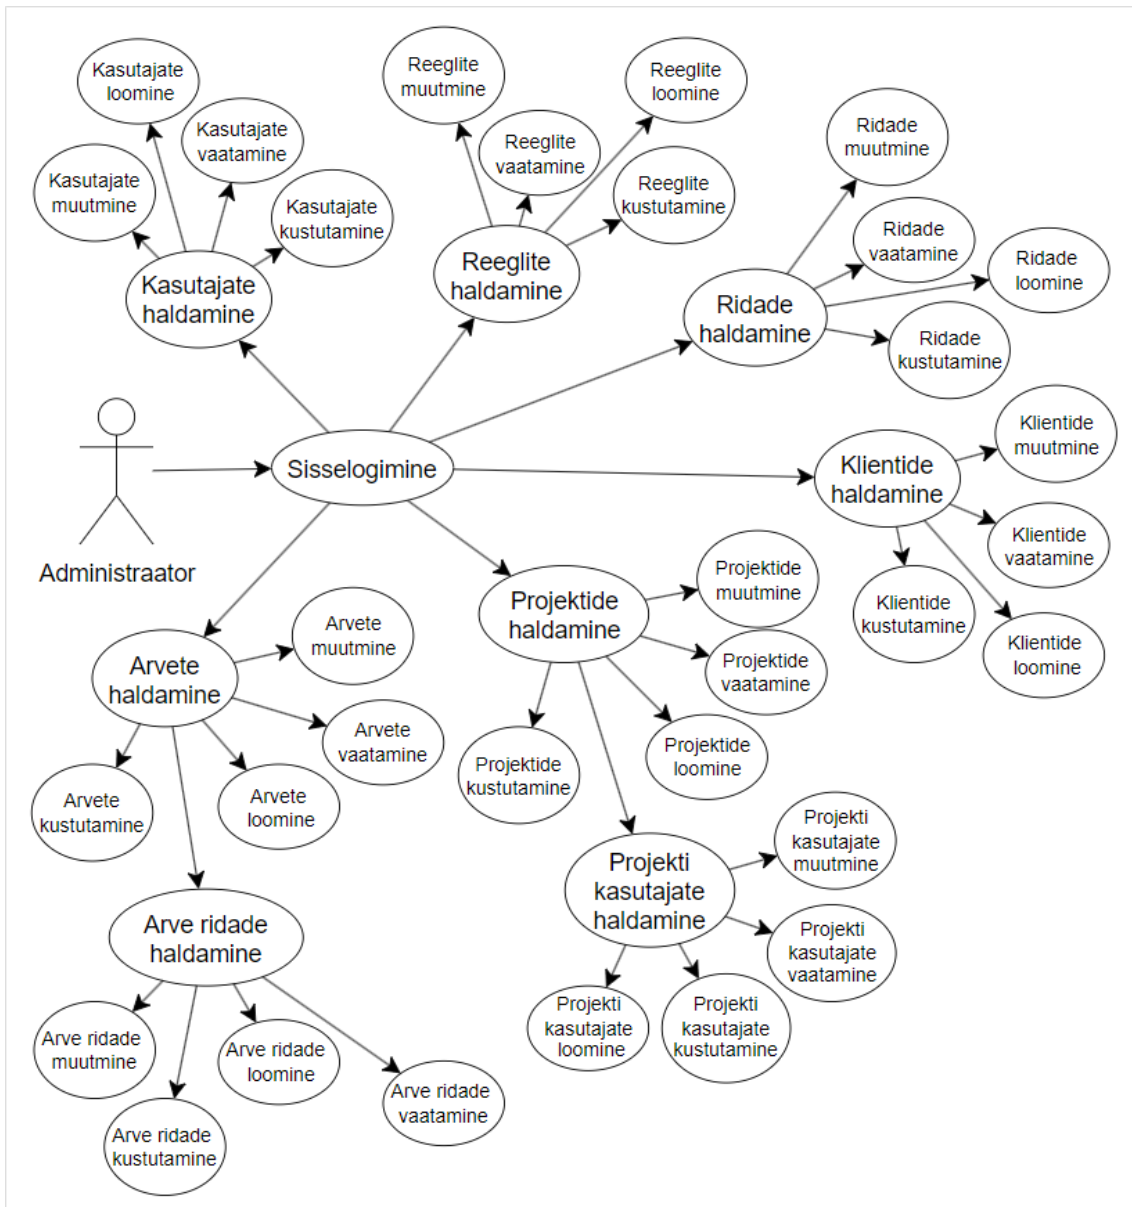 Kasutajate
loomine
Kasutajate
vaatamine
Kasutajate
muutmine
Kasutajate
kustutamine
Kasutajate
haldamine
Reeglite
muutmine
Reeglite
loomine
Reeglite
vaatamine
Reeglite
kustutamine
Reeglite
haldamine
Ridade
muutmine
Ridade
vaatamine
Ridade
loomine
Ridade
haldamine
Ridade
kustutamine
Administraator
Sisselogimine
Klientide
haldamine
Klientide
muutmine
Klientide
vaatamine
Klientide
kustutamine
Klientide
loomine
Projektide
haldamine
Projektide
muutmine
Projektide
vaatamine
Projektide
loomine
Projektide
kustutamine
Arvete
haldamine
Arvete
muutmine
Arvete
vaatamine
Arvete
kustutamine
Arvete
loomine
Projekti
kasutajate
haldamine
Projekti
kasutajate
muutmine
Projekti
kasutajate
vaatamine
Projekti
kasutajate
loomine
Projekti
kasutajate
kustutamine
Arve ridade
haldamine
Arve ridade
muutmine
Arve ridade
loomine
Arve ridade
vaatamine
Arve ridade
kustutamine